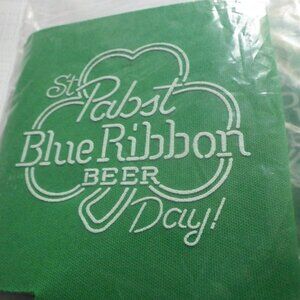 St.
Pabst
Blue Ribbon
BEER
Day!